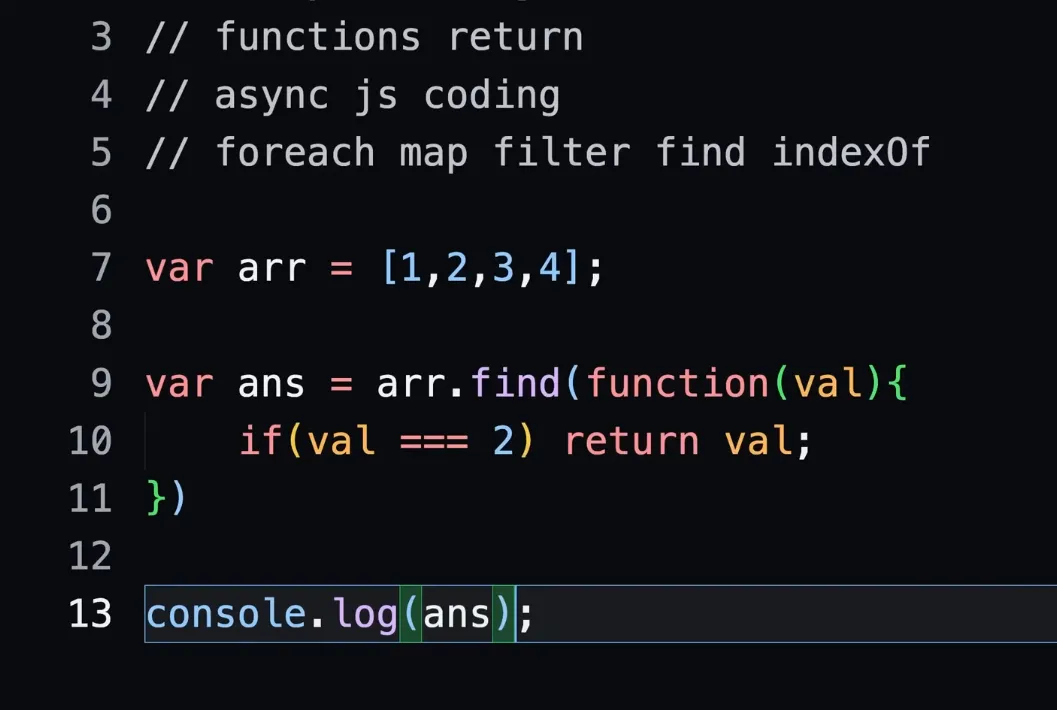 3 // functions return
4 // async js coding
5 // foreach map filter find indexOf
6
7 var arr = [1,2,3,4];
8
9 var ans = arr.find(function(val){
10     if(val === 2) return val;
11 })
12
13 console.log(ans);